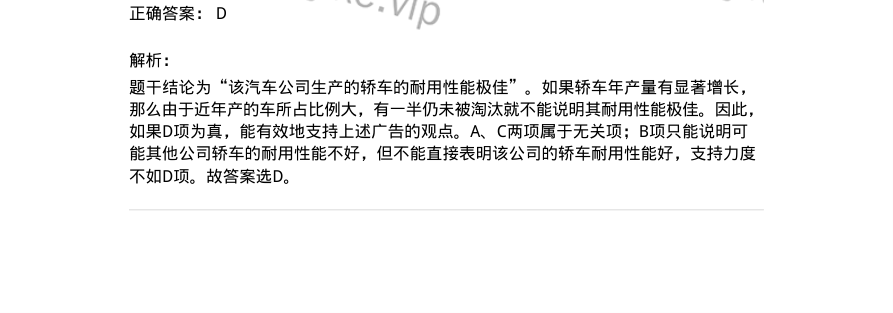 正确答案： D
.vip
解析：
题干结论为“该汽车公司生产的轿车的耐用性能极佳”。如果轿车年产量有显著增长，
那么由于近年产的车所占比例大，有一半仍未被淘汰就不能说明其耐用性能极佳。因此，
如果D项为真，能有效地支持上述广告的观点。A、C两项属于无关项；B项只能说明可
能其他公司轿车的耐用性能不好，但不能直接表明该公司的轿车耐用性能好，支持力度
不如D项。故答案选D。